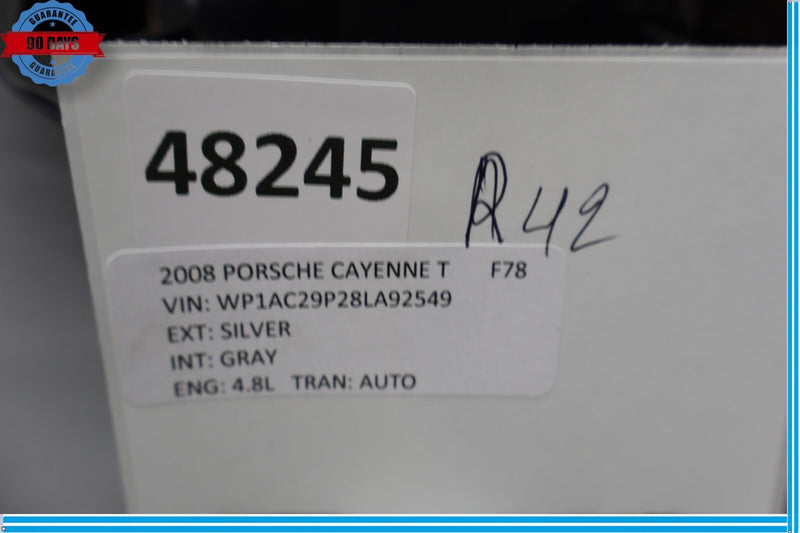 GUARANTEE
90 DAYS
GUARANTEE
48245
R 42
2008 PORSCHE CAYENNE T F78
VIN: WP1AC29P28LA92549
EXT: SILVER
INT: GRAY
ENG: 4.8L TRAN: AUTO